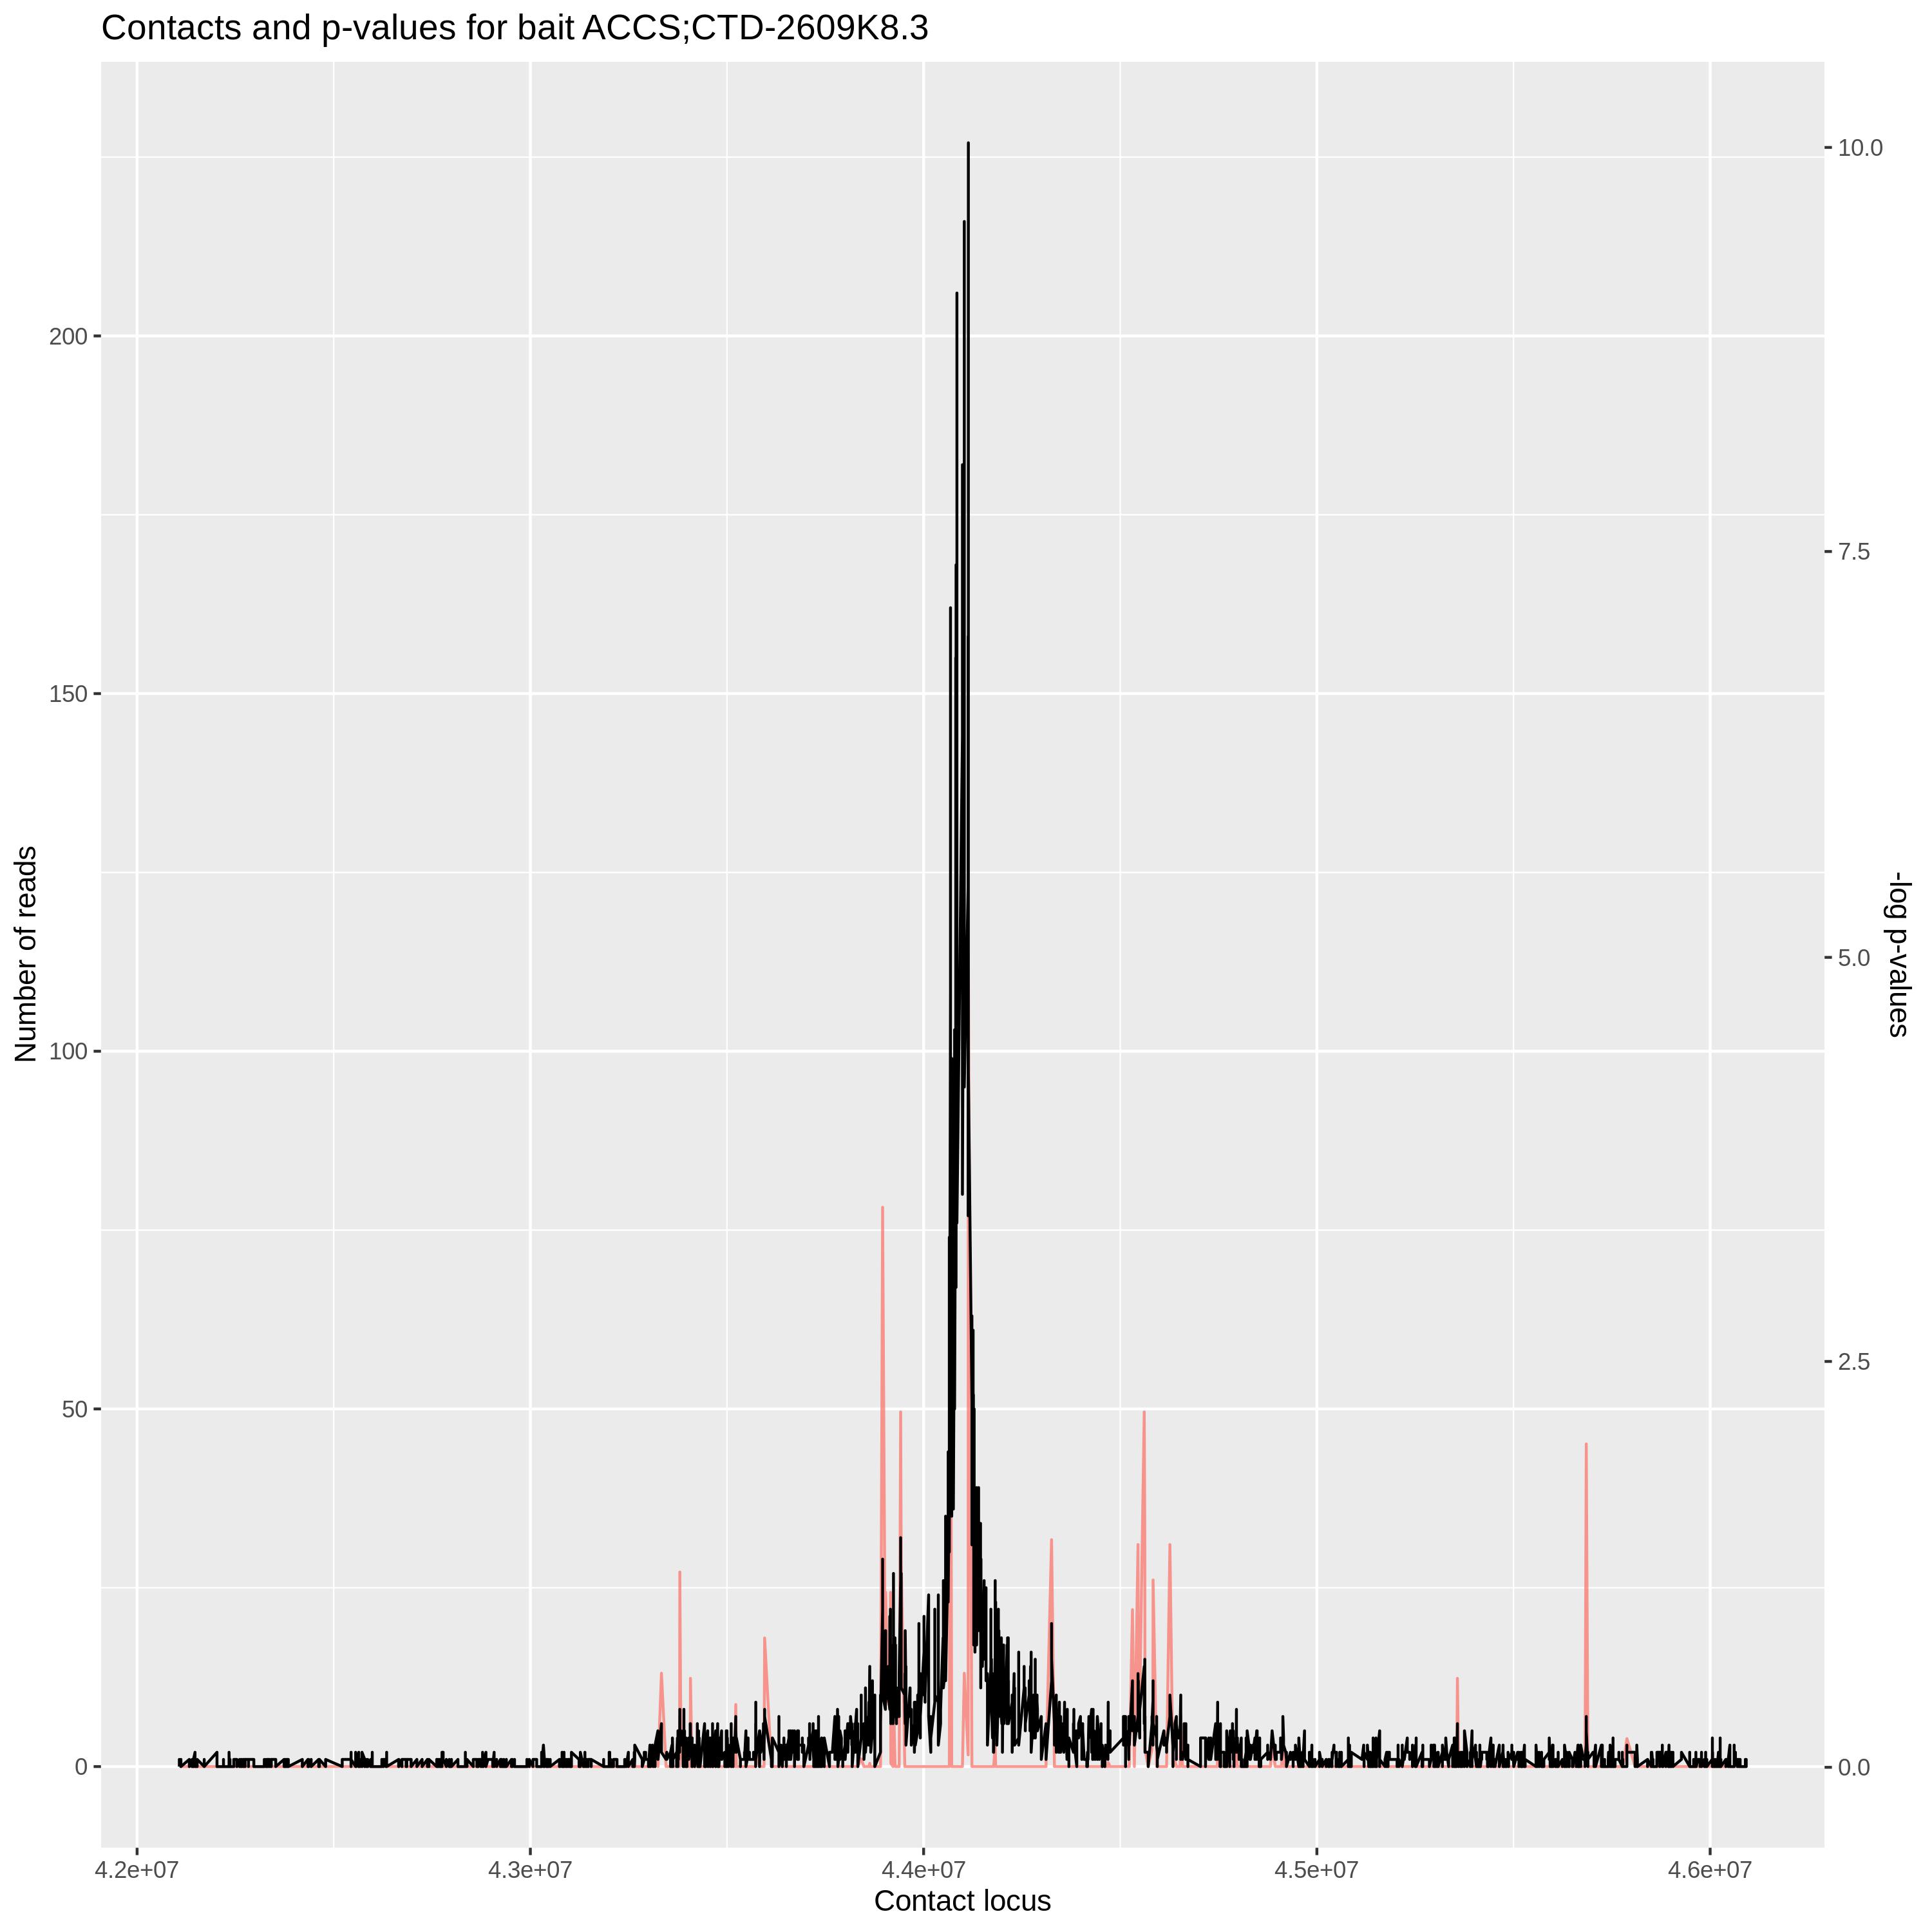 Contacts and p-values for bait ACCS;CTD-2609K8.3
Number of reads
200
150
100
50
0
10.0
7.5
5.0
2.5
0.0
-log p-values
4.2e+07
4.3e+07
4.4e+07
4.5e+07
4.6e+07
Contact locus